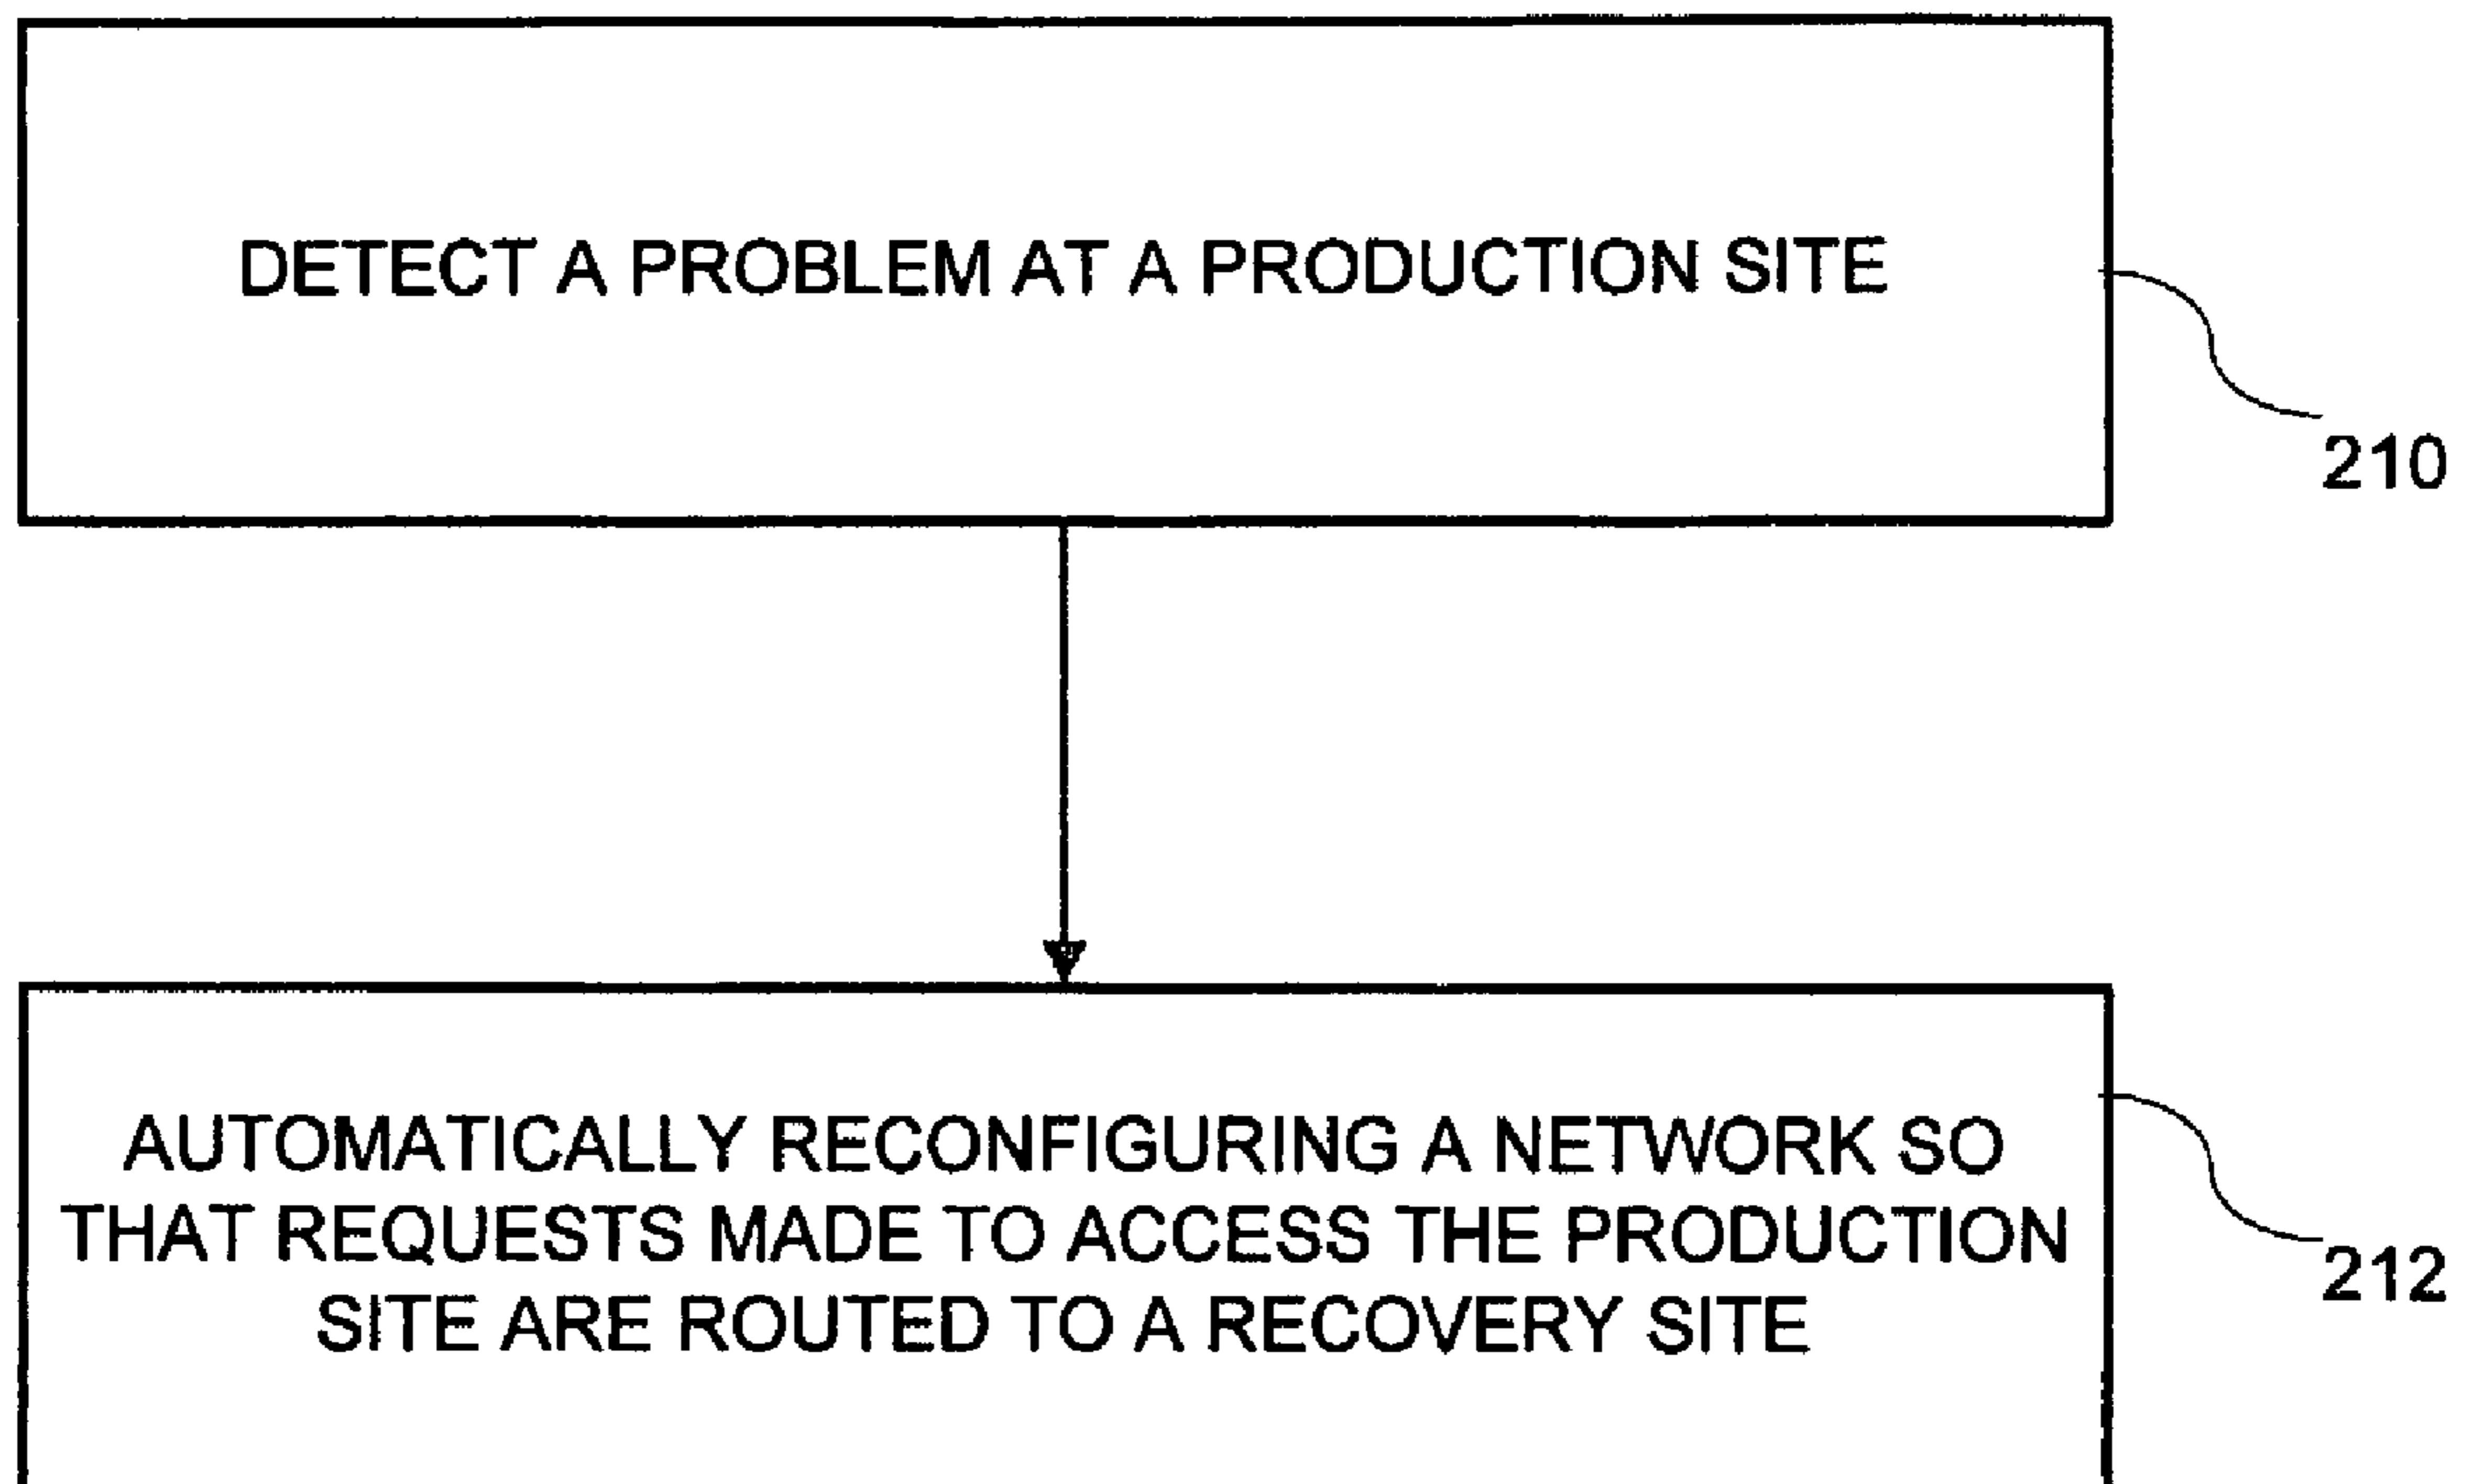 DETECT A PROBLEM AT A PRODUCTION SITE
210
AUTOMATICALLY RECONFIGURING A NETWORK SO
THAT REQUESTS MADE TO ACCESS THE PRODUCTION
SITE ARE ROUTED TO A RECOVERY SITE
212